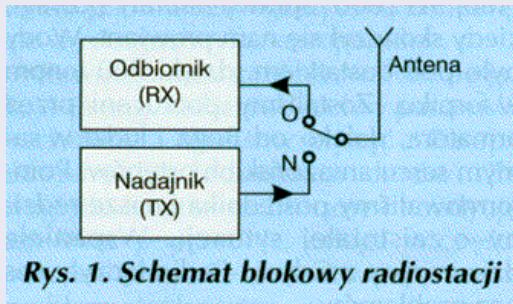 Odbiornik
(RX)
Antena
O
N
Nadajnik
(TX)
Rys. 1. Schemat blokowy radiostacji